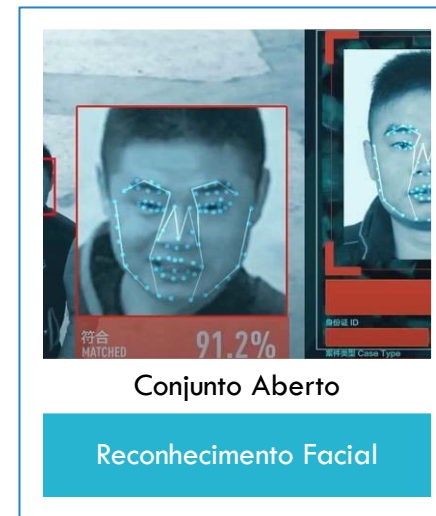 符合
MATCHED
91.2%
身份证 ID
案件类型 Case Type
Conjunto Aberto
Reconhecimento Facial